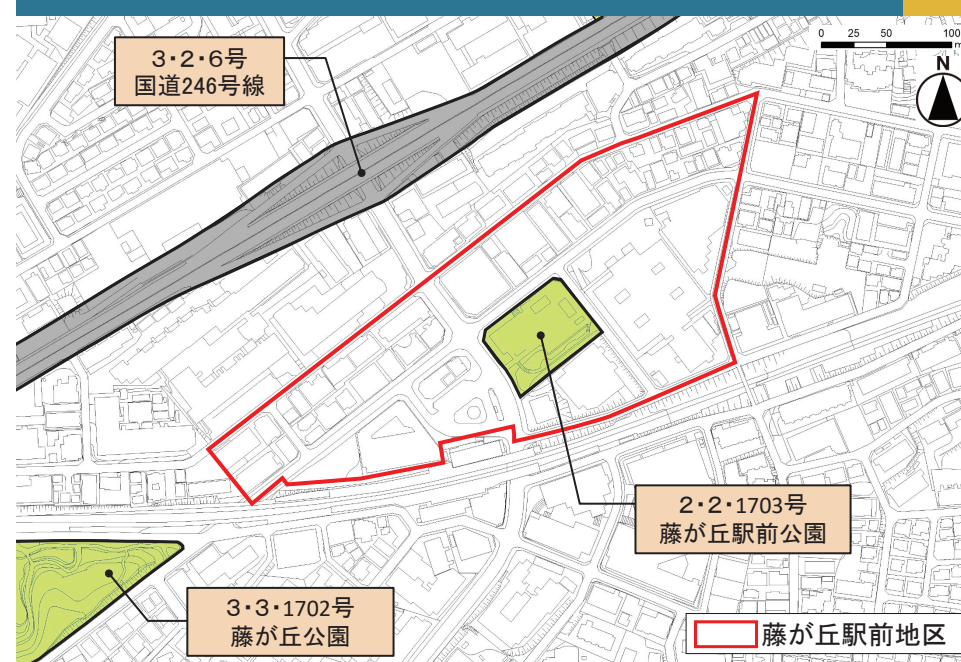 3・2・6号
国道246号線
0 25 50 100
m
N
2・2・1703号
藤が丘駅前公園
3・3・1702号
藤が丘公園
藤が丘駅前地区